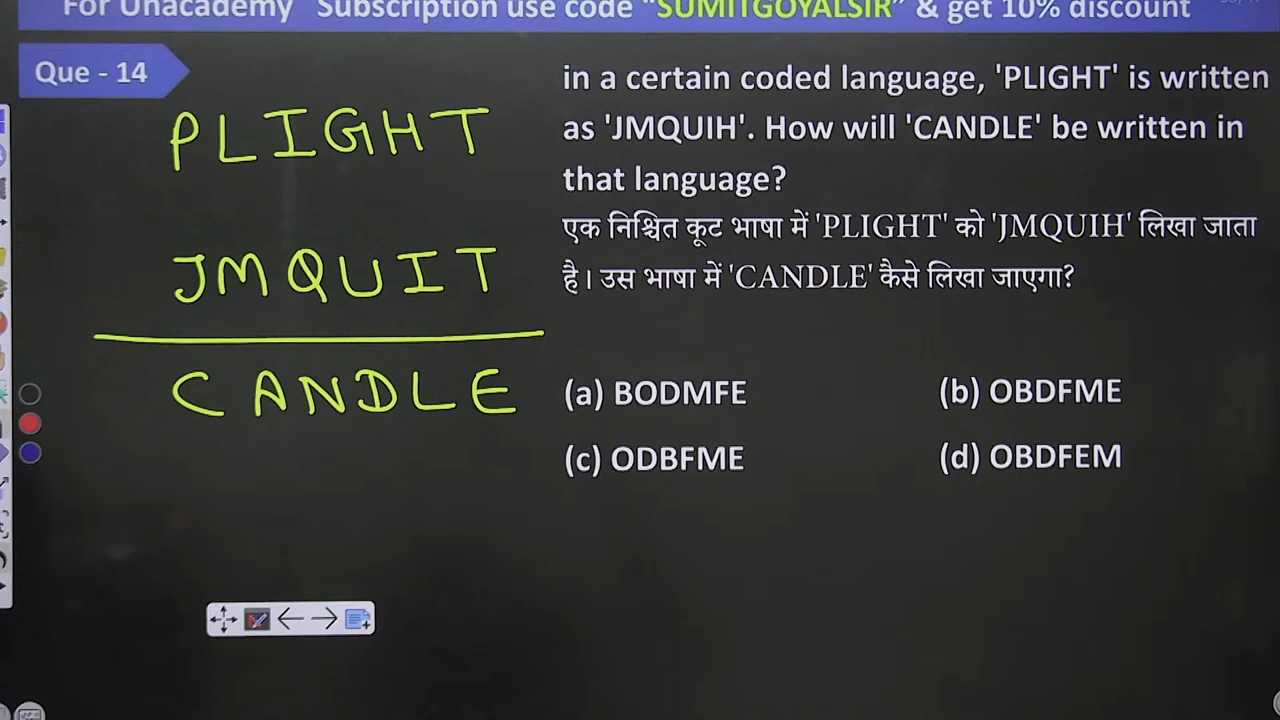 For Unacademy Subscription use code "SUMITGOYALSIR" & get 10% discount
Que - 14
in a certain coded language, 'PLIGHT' is written
as 'JMQUIH'. How will 'CANDLE' be written in
that language?
एक निश्चित कूट भाषा में 'PLIGHT' को 'JMQUIH' लिखा जाता
है। उस भाषा में 'CANDLE' कैसे लिखा जाएगा?
(a) BODMFE
(b) OBDFME
(c) ODBFME
(d) OBDFEM
PLIGHT
JMQUIT
CANDLE